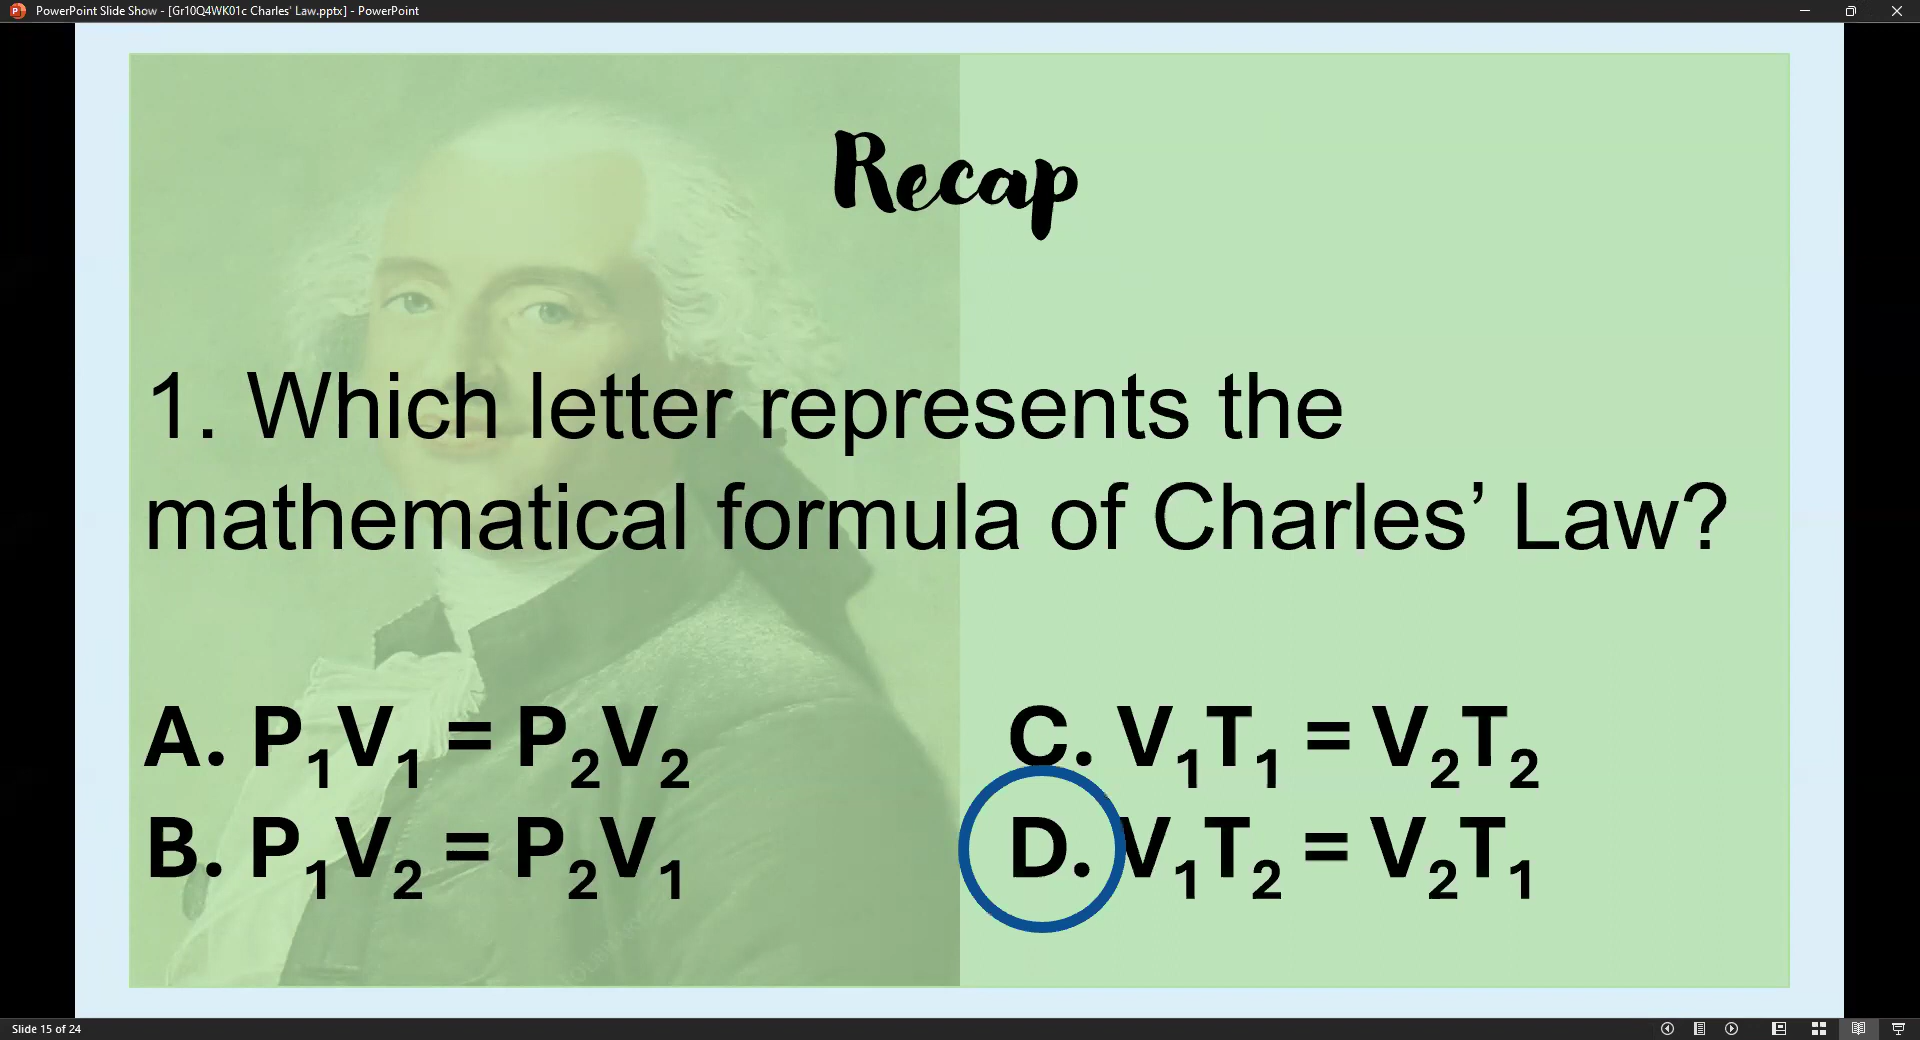 PowerPoint Slide Show - [Gr10Q4WK01c Charles' Law.pptx] - PowerPoint
Recap
1. Which letter represents the
mathematical formula of Charles’ Law?
A. P₁V₁ = P₂V₂
B. P₁V₂ = P₂V₁
C. V₁T₁ = V₂T₂
D. V₁T₂ = V₂T₁
Slide 15 of 24